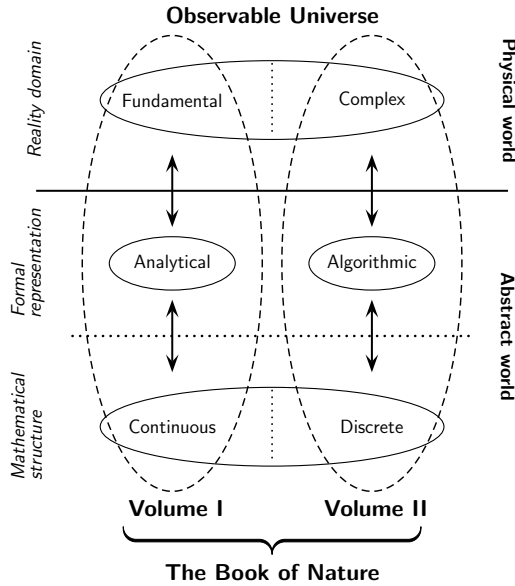 Observable Universe
Reality domain
Fundamental
Complex
Physical world
Formal
representation
Analytical
Algorithmic
Abstract world
Mathematical
structure
Continuous
Discrete
Volume I
Volume II
The Book of Nature